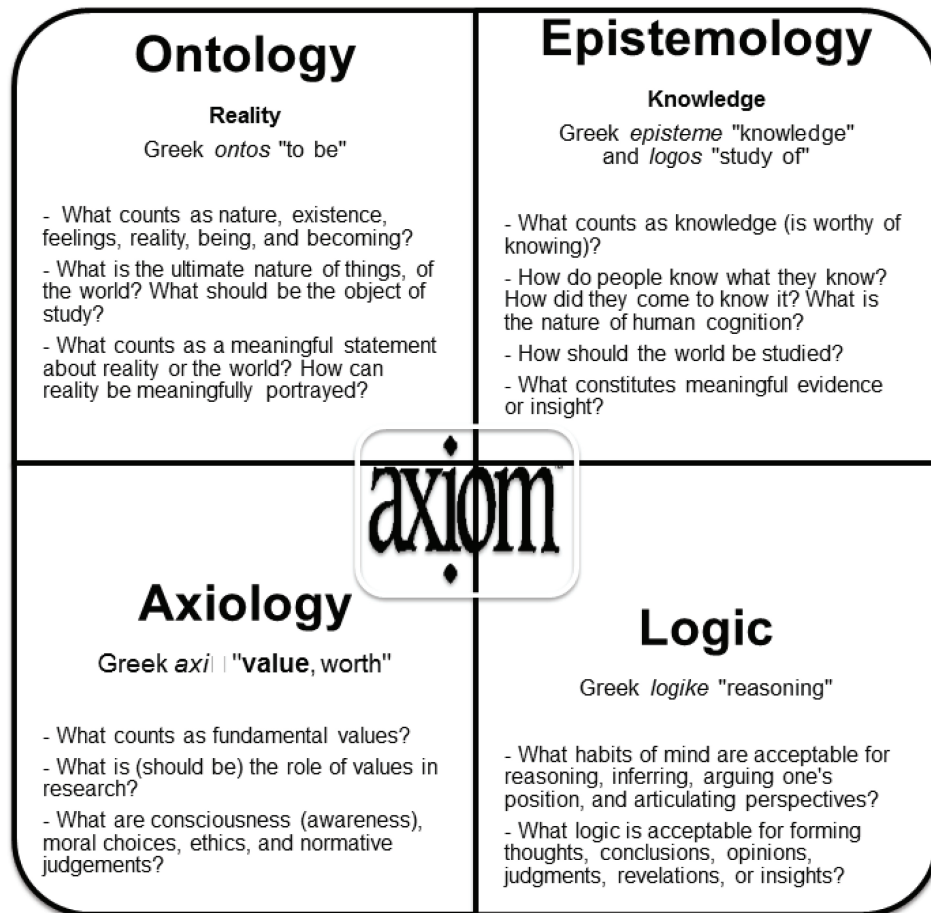 Ontology
Reality
Greek ontos "to be"
- What counts as nature, existence,
feelings, reality, being, and becoming?
- What is the ultimate nature of things, of
the world? What should be the object of
study?
- What counts as a meaningful statement
about reality or the world? How can
reality be meaningfully portrayed?
Epistemology
Knowledge
Greek episteme "knowledge"
and logos "study of"
- What counts as knowledge (is worthy of
knowing)?
- How do people know what they know?
How did they come to know it? What is
the nature of human cognition?
- How should the world be studied?
- What constitutes meaningful evidence
or insight?
axiom
Axiology
Greek axi "value, worth"
- What counts as fundamental values?
- What is (should be) the role of values in
research?
- What are consciousness (awareness),
moral choices, ethics, and normative
judgements?
Logic
Greek logike "reasoning"
- What habits of mind are acceptable for
reasoning, inferring, arguing one's
position, and articulating perspectives?
- What logic is acceptable for forming
thoughts, conclusions, opinions,
judgments, revelations, or insights?